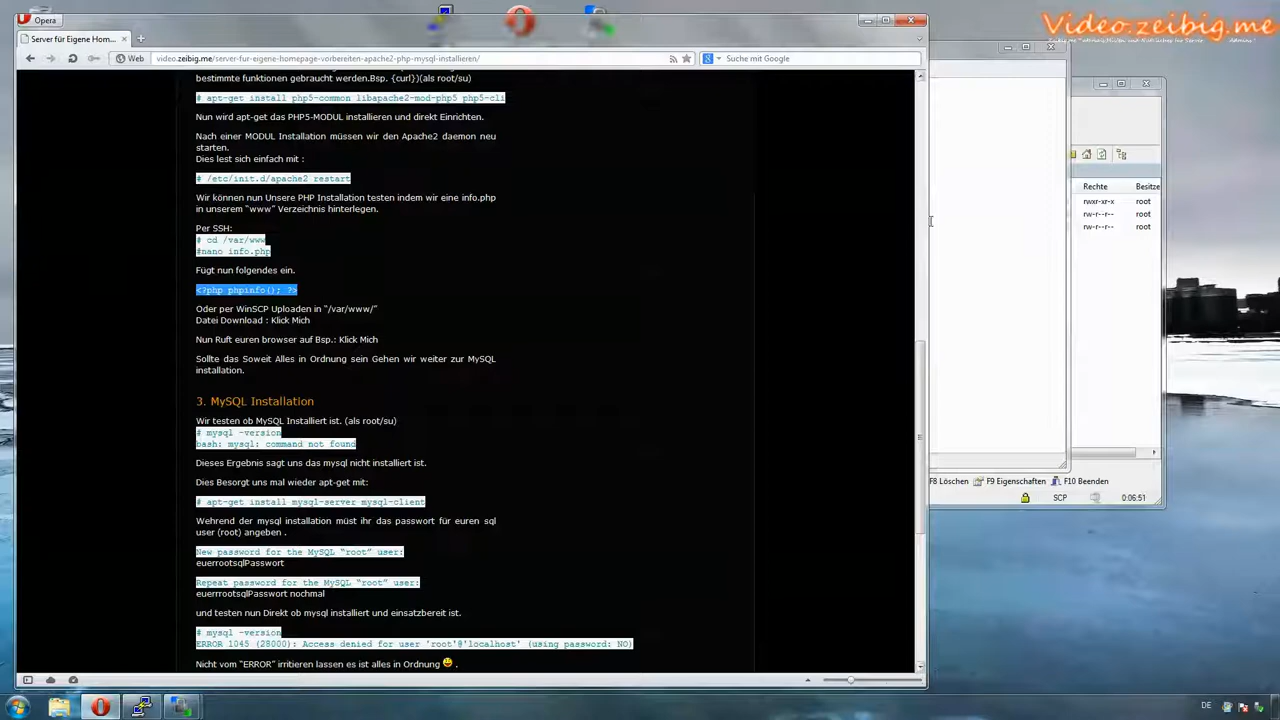 Opera
Video.zeibig.me
Server für Eigene Hom...
Web
video.zeibig.me/server-fur-eigene-homepage-vorbereiten-apache2-php-mysql-installieren/
Suche mit Google
bestimmte funktionen gebraucht werden.Bsp. {curl})(als root/su)
# apt-get install php5-common libapache2-mod-php5 php5-cli
Nun wird apt-get das PHP5-MODUL installieren und direkt Einrichten.
Nach einer MODUL Installation müssen wir den Apache2 daemon neu
starten.
Dies lest sich einfach mit :
# /etc/init.d/apache2 restart
Wir können nun Unsere PHP Installation testen indem wir eine info.php
in unserem "www" Verzeichnis hinterlegen.
Per SSH:
# cd /var/www
#nano info.php
Fügt nun folgendes ein.
<?php phpinfo(); ?>
Oder per WinSCP Uploaden in "/var/www/"
Datei Download : Klick Mich
Nun Ruft euren browser auf Bsp.: Klick Mich
Sollte das Soweit Alles in Ordnung sein Gehen wir weiter zur MySQL
installation.
3. MySQL Installation
Wir testen ob MySQL Installiert ist. (als root/su)
# mysql -version
bash: mysql: command not found
Dieses Ergebnis sagt uns das mysql nicht installiert ist.
Dies Besorgt uns mal wieder apt-get mit:
# apt-get install mysql-server mysql-client
Wehrend der mysql installation müst ihr das passwort für euren sql
user (root) angeben .
New password for the MySQL "root" user:
euerrootsqlPasswort
Repeat password for the MySQL "root" user:
euerrrootsqlPasswort nochmal
und testen nun Direkt ob mysql installiert und einsatzbereit ist.
# mysql -version
ERROR 1045 (28000): Access denied for user 'root'@'localhost' (using password: NO)
Nicht vom "ERROR" irritieren lassen es ist alles in Ordnung .
Rechte Besitze
rwxr-xr-x root
rw-r--r-- root
rw-r--r-- root
F8 Löschen F9 Eigenschaften F10 Beenden
SCP 0:06:51
DE